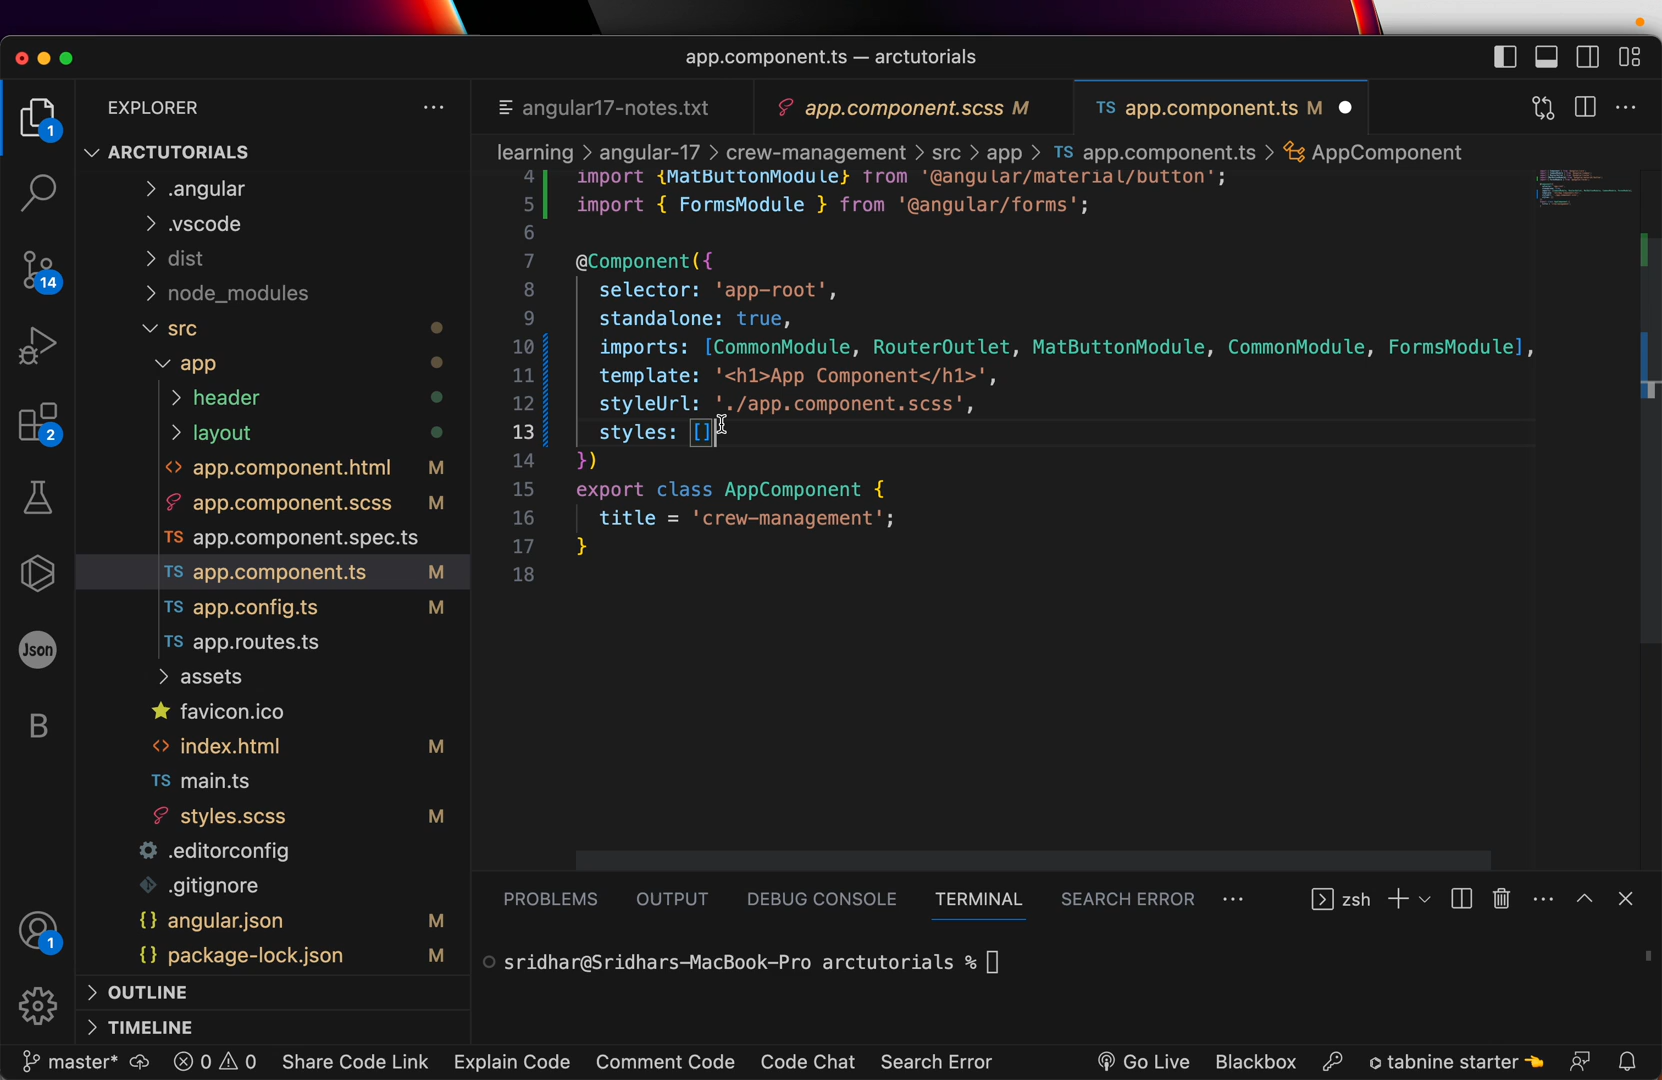 app.component.ts — arctutorials
EXPLORER
ARCTUTORIALS
.angular
.vscode
dist
node_modules
src
app
header
layout
app.component.html M
app.component.scss M
TS app.component.spec.ts
TS app.component.ts M
TS app.config.ts M
TS app.routes.ts
assets
favicon.ico
index.html M
TS main.ts
styles.scss M
.editorconfig
.gitignore
{} angular.json M
{} package-lock.json M
OUTLINE
TIMELINE
1
14
2
Json
B
1
angular17-notes.txt
app.component.scss M
TS app.component.ts M
learning > angular-17 > crew-management > src > app > TS app.component.ts > AppComponent
4 import {MatButtonModule} from '@angular/material/button';
5 import { FormsModule } from '@angular/forms';
6
7 @Component({
8 selector: 'app-root',
9 standalone: true,
10 imports: [CommonModule, RouterOutlet, MatButtonModule, CommonModule, FormsModule],
11 template: '<h1>App Component</h1>',
12 styleUrl: './app.component.scss',
13 styles: []
14 })
15 export class AppComponent {
16 title = 'crew-management';
17 }
18
PROBLEMS OUTPUT DEBUG CONSOLE TERMINAL SEARCH ERROR zsh
sridhar@Sridhars-MacBook-Pro arctutorials %
master* 0 0 Share Code Link Explain Code Comment Code Code Chat Search Error Go Live Blackbox tabnine starter